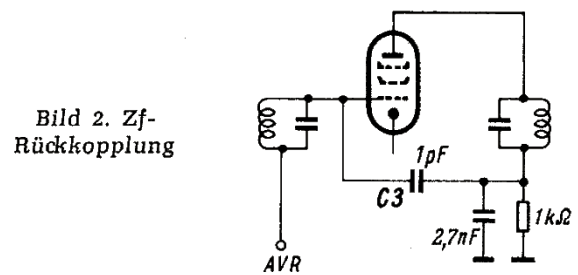 Bild 2. Zf-
Rückkopplung
1pF
C3
2,7nF
1kΩ
AVR